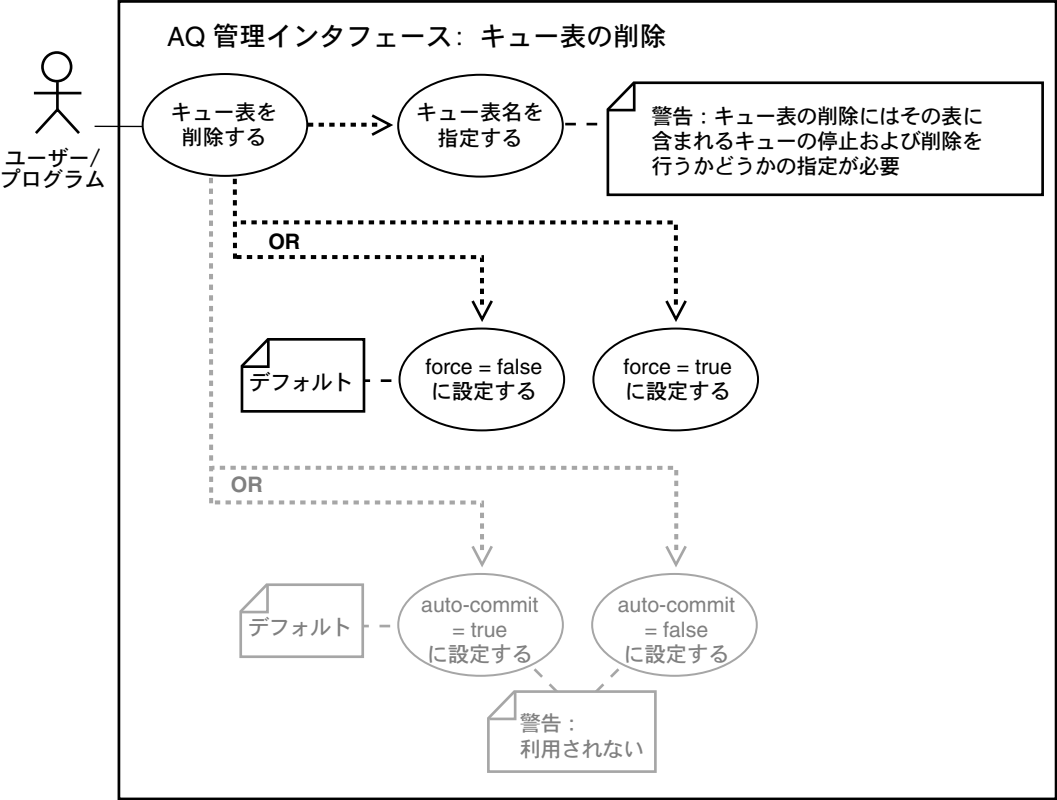 AQ 管理インタフェース：キュー表の削除
ユーザー/
プログラム
キュー表を
削除する
キュー表名を
指定する
警告：キュー表の削除にはその表に
含まれるキューの停止および削除を
行うかどうかの指定が必要
OR
デフォルト
force = false
に設定する
force = true
に設定する
OR
デフォルト
auto-commit
= true
に設定する
auto-commit
= false
に設定する
警告：
利用されない